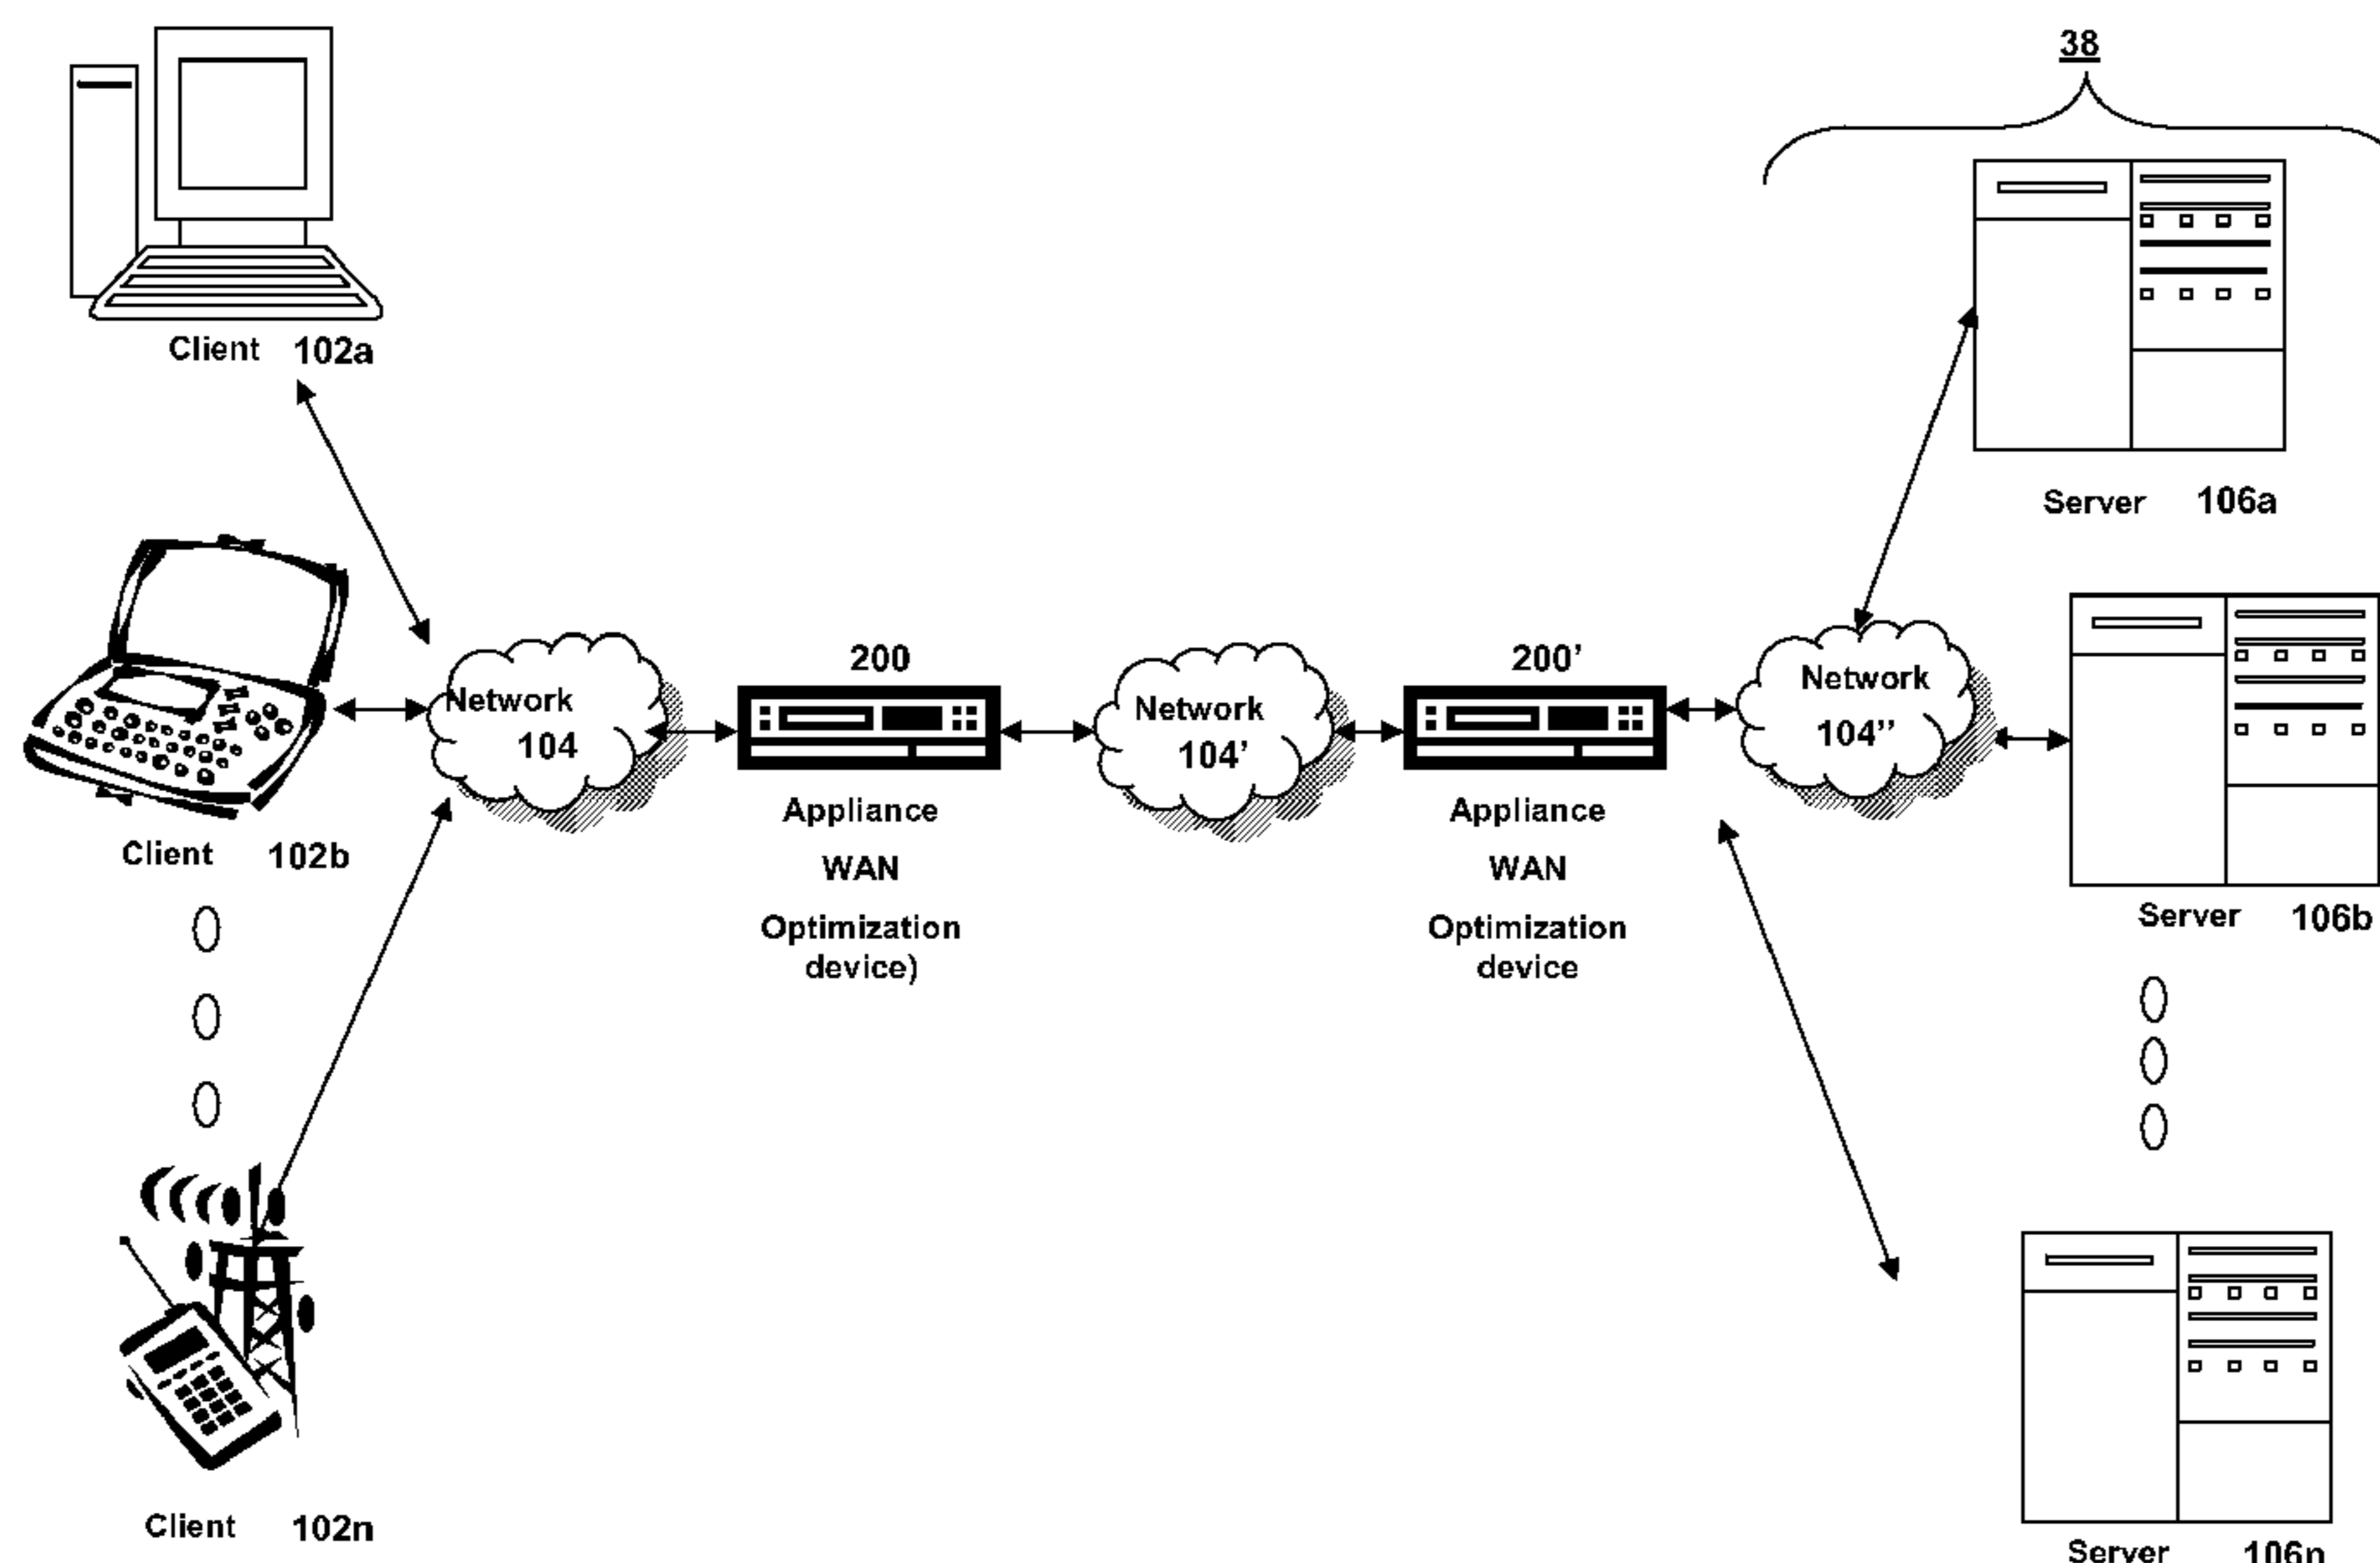 38
Client 102a
Server 106a
200
200’
Network
104
Network
104’
Network
104’’
Appliance
WAN
Optimization
device)
Appliance
WAN
Optimization
device
Client 102b
Server 106b
Client 102n
Server 106n